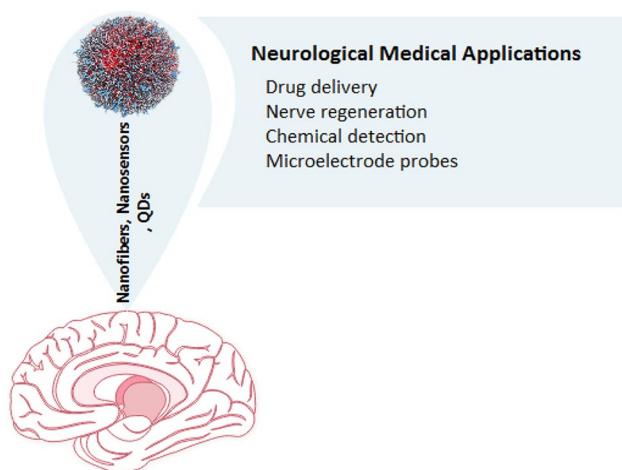 Neurological Medical Applications
Drug delivery
Nerve regeneration
Chemical detection
Microelectrode probes
Nanofibers, Nanosensors
, QDs